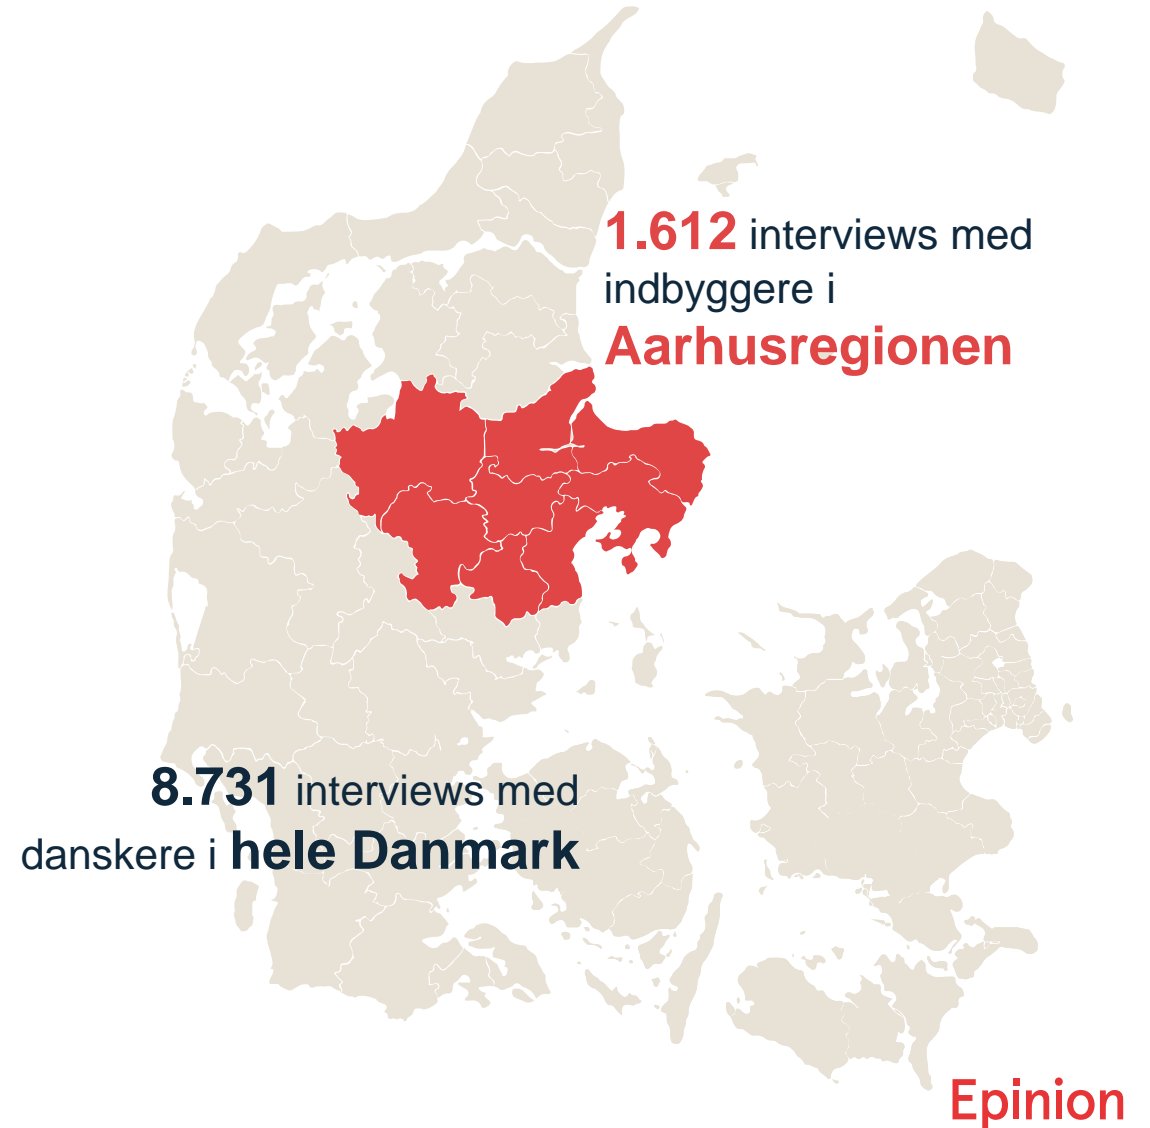 1.612 interviews med
indbyggere i
Aarhusregionen
8.731 interviews med
danskere i hele Danmark
Epinion